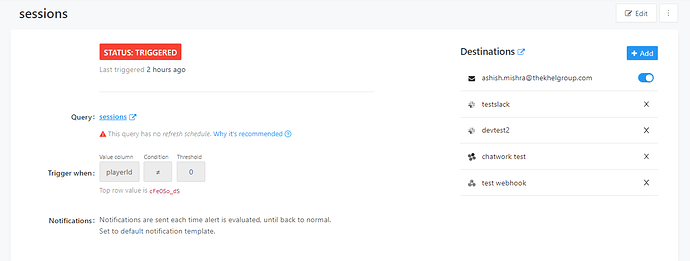 sessions
Edit
STATUS: TRIGGERED
Last triggered 2 hours ago
Query: sessions
This query has no refresh schedule. Why it's recommended
Value column Condition Threshold
Trigger when: playerId ≠ 0
Top row value is cFeOSo_dS
Notifications: Notifications are sent each time alert is evaluated, until back to normal.
Set to default notification template.
Destinations
+ Add
ashish.mishra@thekhelgroup.com
testslack X
devtest2 X
chatwork test X
test webhook X